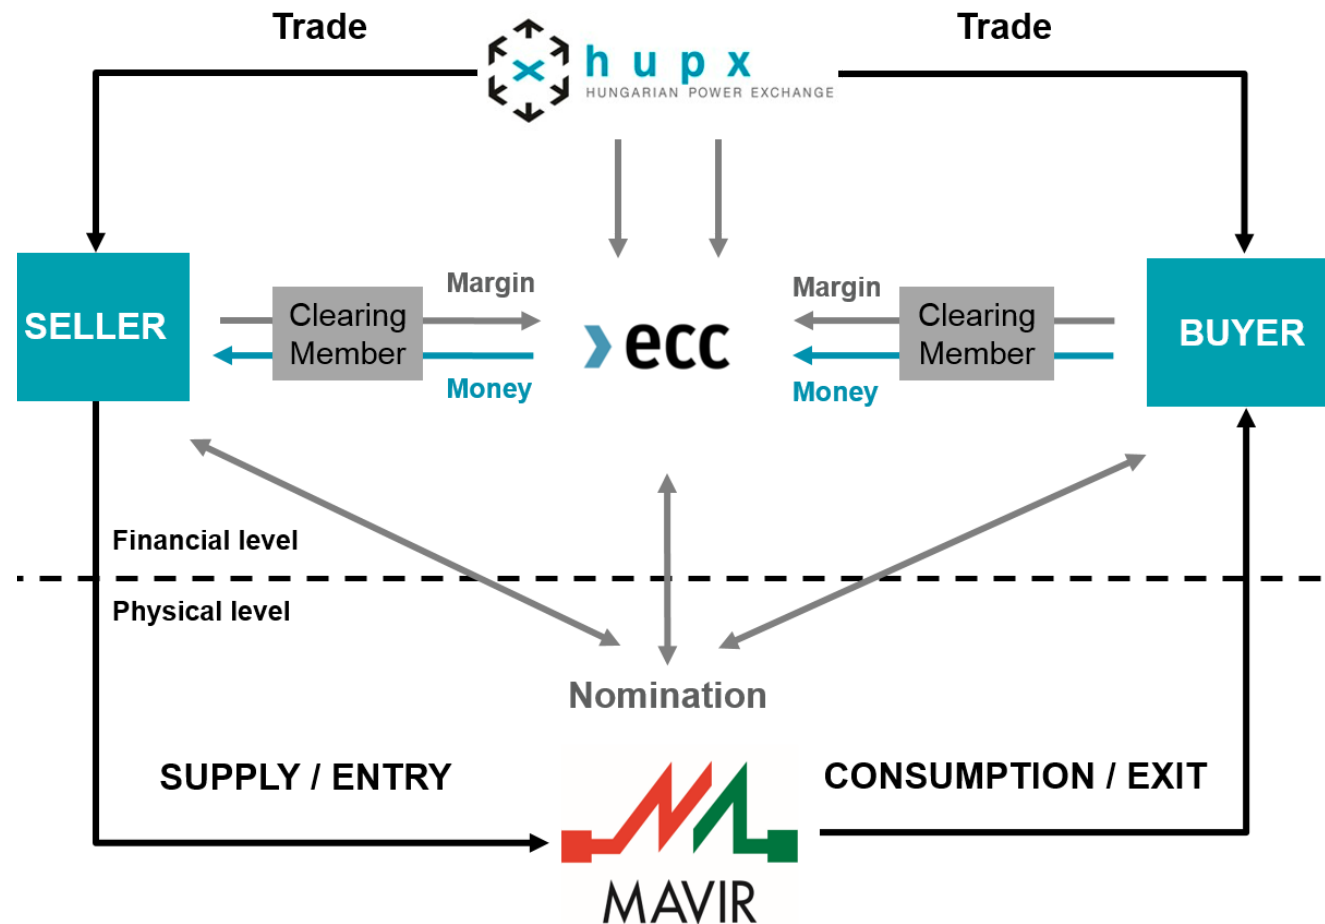 Trade
Trade
hupx
HUNGARIAN POWER EXCHANGE
SELLER
Clearing
Member
Margin
Money
ecc
Margin
Money
Clearing
Member
BUYER
Financial level
Physical level
Nomination
SUPPLY / ENTRY
CONSUMPTION / EXIT
MAVIR